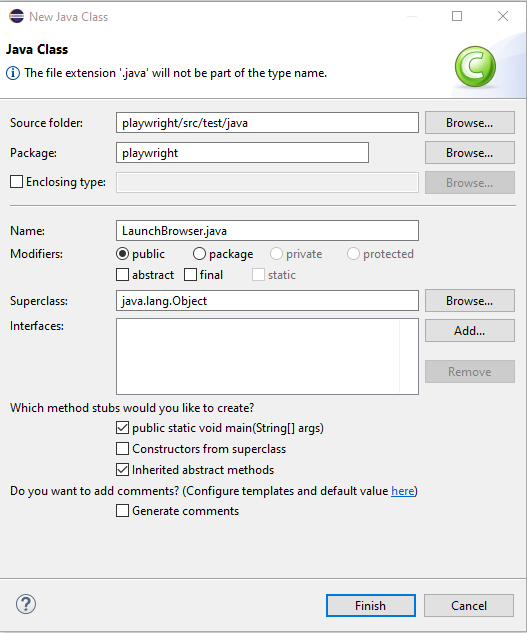 New Java Class
Java Class
The file extension '.java' will not be part of the type name.
Source folder: playwright/src/test/java Browse...
Package: playwright Browse...
Enclosing type: Browse...
Name: LaunchBrowser.java
Modifiers: public package private protected
abstract final static
Superclass: java.lang.Object Browse...
Interfaces: Add...
Remove
Which method stubs would you like to create?
public static void main(String[] args)
Constructors from superclass
Inherited abstract methods
Do you want to add comments? (Configure templates and default value here)
Generate comments
? Finish Cancel